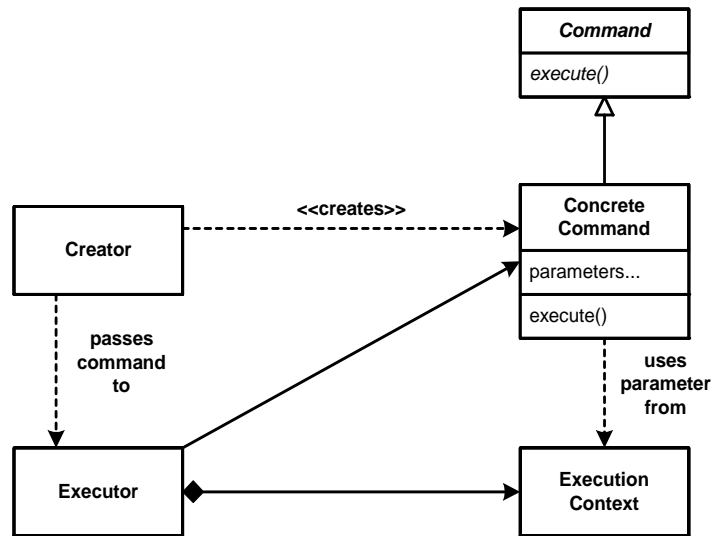 Command
execute()
<<creates>>
Concrete
Command
Creator
parameters...
execute()
passes
command
to
uses
parameter
from
Executor
Execution
Context